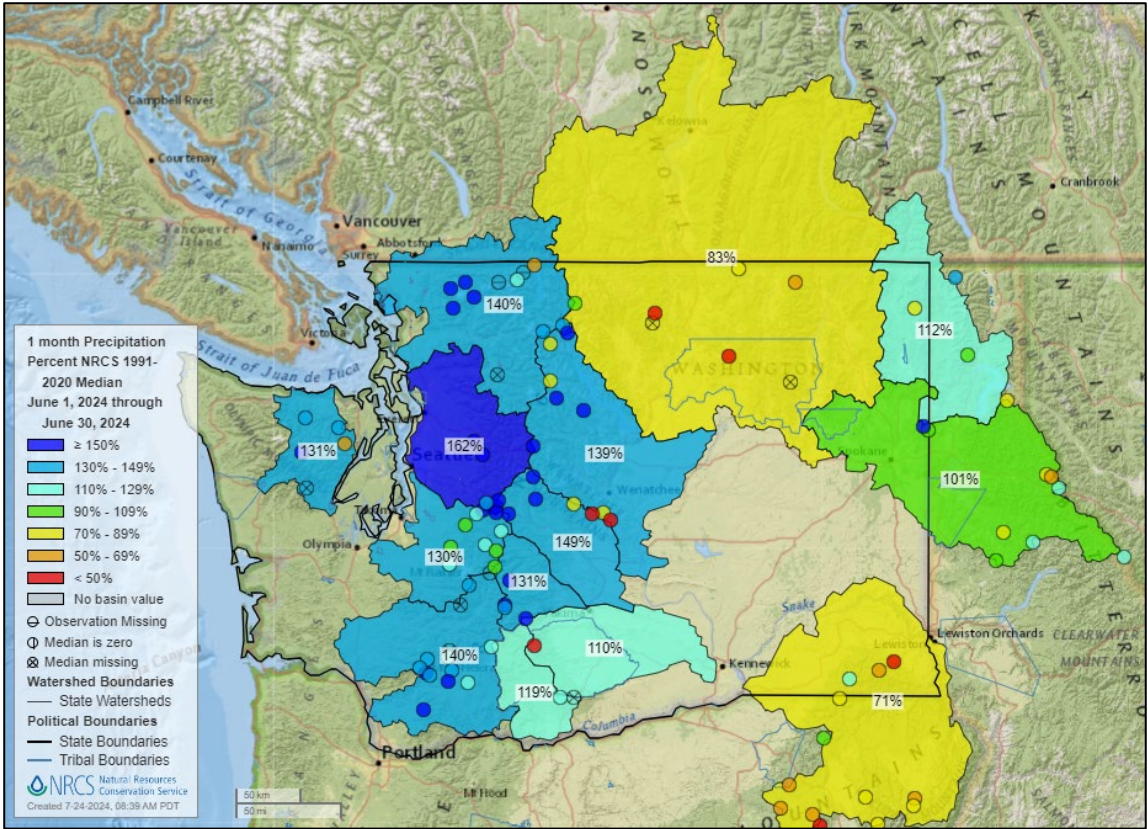 Campbell River
Courtenay
Cranbrook
Kelowna
Strait of Georgia
Vancouver
Vancouver
Island
Nanaimo
Surrey
Abbotsford
83%
140%
112%
Victoria
Strait of Juan de Fuca
WASHINGTON
1 month Precipitation
Percent NRCS 1991-
2020 Median
June 1, 2024 through
June 30, 2024
≥ 150%
130% - 149%
110% - 129%
90% - 109%
70% - 89%
50% - 69%
< 50%
No basin value
Observation Missing
Median is zero
Median missing
Watershed Boundaries
State Watersheds
Political Boundaries
State Boundaries
Tribal Boundaries
NRCS Natural Resources
Conservation Service
Created 7-24-2024, 08:39 AM PDT
131%
162%
139%
Spokane
101%
Wenatchee
Olympia
130%
149%
131%
Snake
Lewiston
Lewiston Orchards
CLEARWATER
MOUNTAINS
140%
110%
Kennewick
119%
71%
Columbia
Portland
Mt Hood
50 km
50 mi